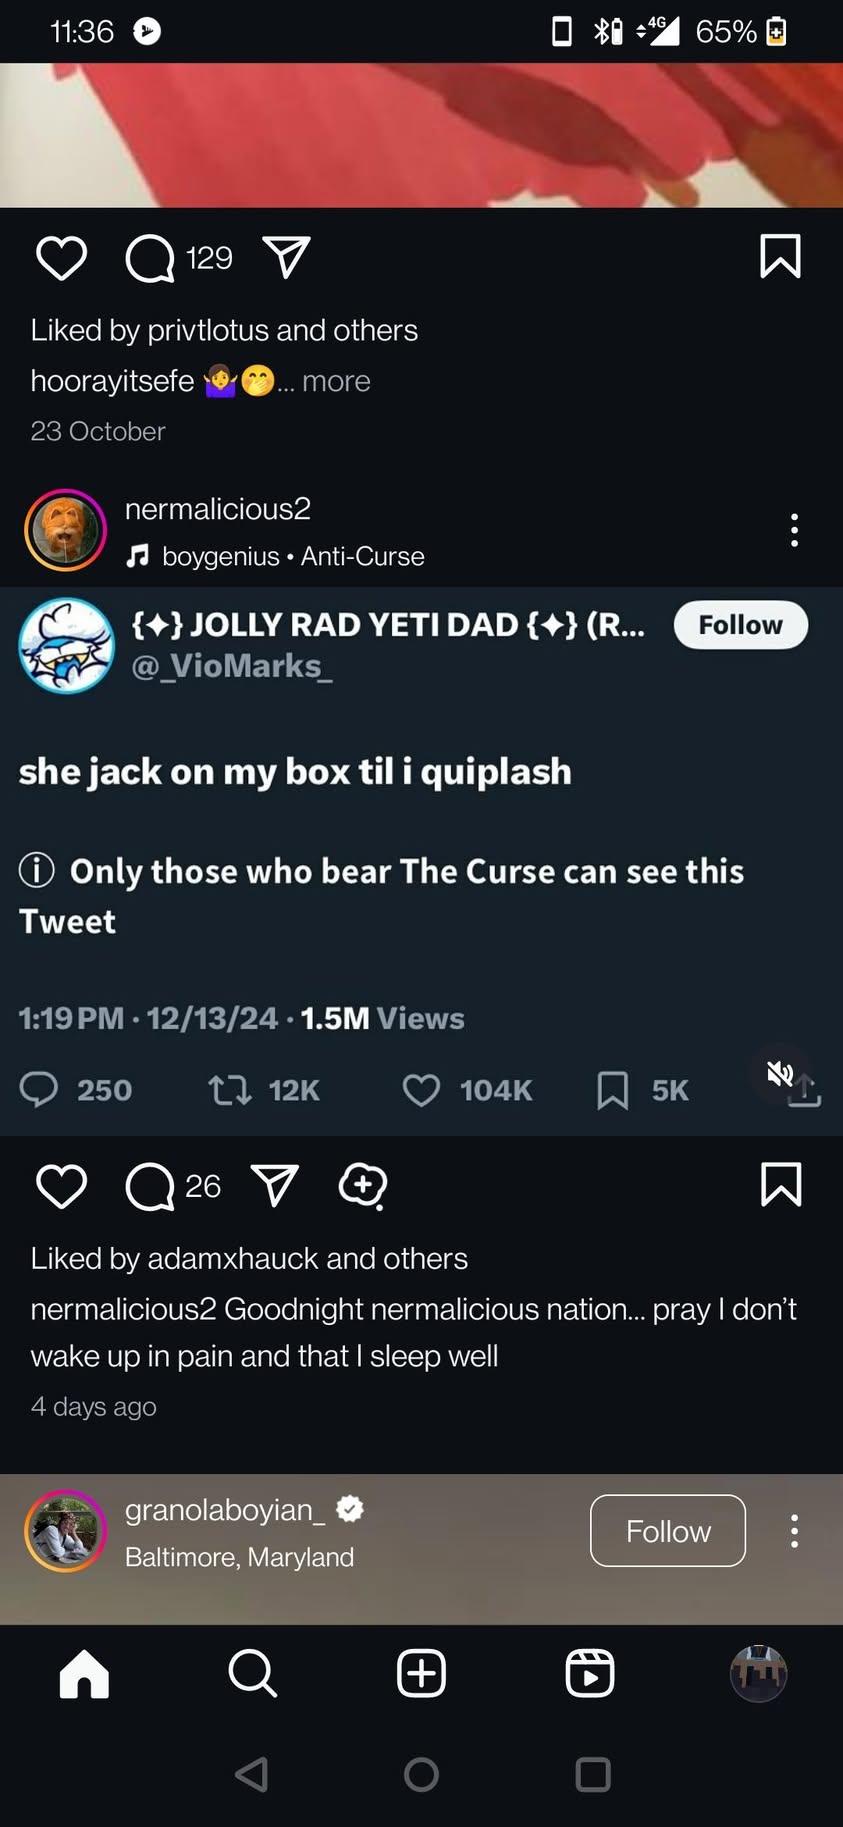 11:36
4G 65%
129
Liked by privtlotus and others
hoorayitsefe 🤷‍♀️🤭... more
23 October
nermalicious2
boygenius • Anti-Curse
{✦} JOLLY RAD YETI DAD {✦} (R...
Follow
@_VioMarks_
she jack on my box til i quiplash
ⓘ Only those who bear The Curse can see this
Tweet
1:19 PM · 12/13/24 · 1.5M Views
250 12K 104K 5K
26
Liked by adamxhauck and others
nermalicious2 Goodnight nermalicious nation... pray I don't
wake up in pain and that I sleep well
4 days ago
granolaboyian_
Follow
Baltimore, Maryland